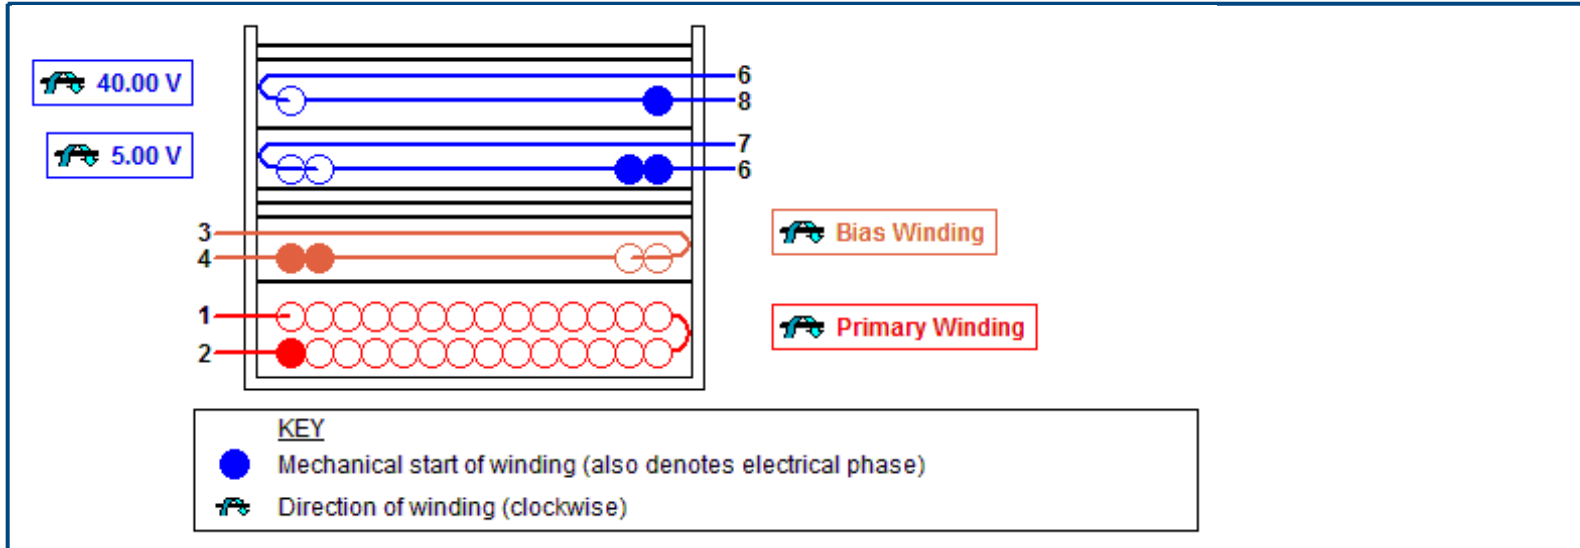 40.00 V
6
8
5.00 V
7
6
3
4
Bias Winding
1
2
Primary Winding
KEY
Mechanical start of winding (also denotes electrical phase)
Direction of winding (clockwise)